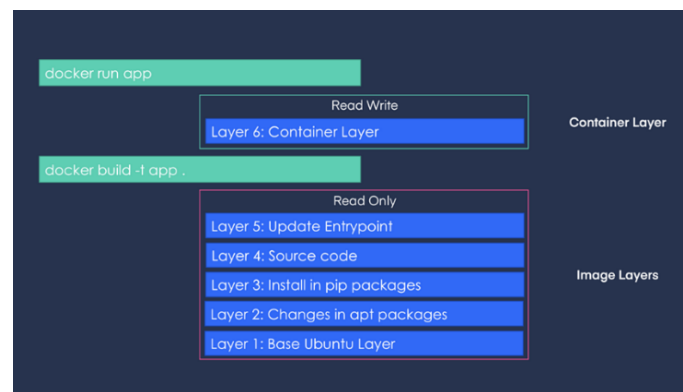 docker run app
Read Write
Layer 6: Container Layer
Container Layer
docker build -t app .
Read Only
Layer 5: Update Entrypoint
Layer 4: Source code
Layer 3: Install in pip packages
Layer 2: Changes in apt packages
Layer 1: Base Ubuntu Layer
Image Layers